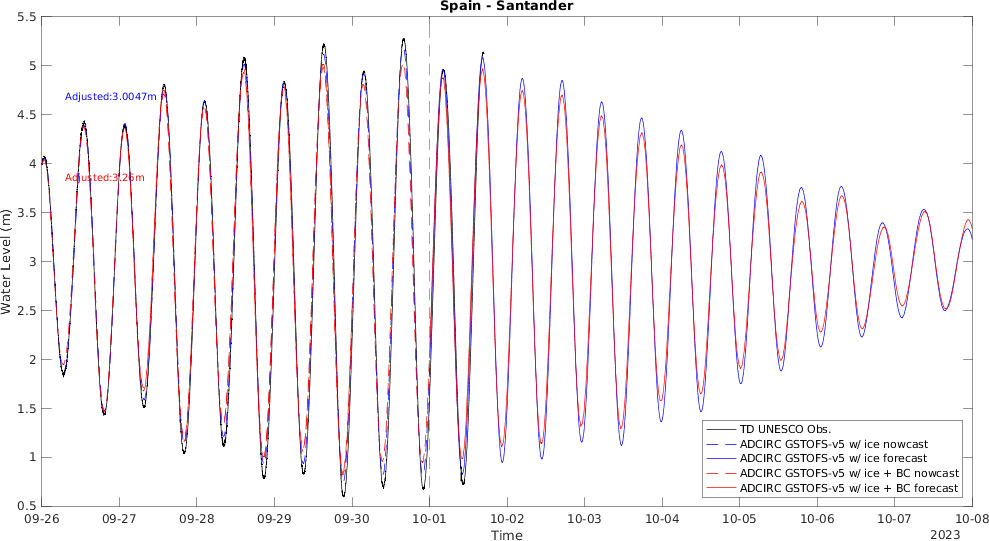 Spain - Santander
5.5
5
4.5
4
3.5
3
2.5
2
1.5
1
0.5
Water Level (m)
Adjusted:3.0047m
Adjusted:3.26m
TD UNESCO Obs.
ADCIRC GSTOFS-v5 w/ ice nowcast
ADCIRC GSTOFS-v5 w/ ice forecast
ADCIRC GSTOFS-v5 w/ ice + BC nowcast
ADCIRC GSTOFS-v5 w/ ice + BC forecast
09-26 09-27 09-28 09-29 09-30 10-01 10-02 10-03 10-04 10-05 10-06 10-07 10-08
Time
2023